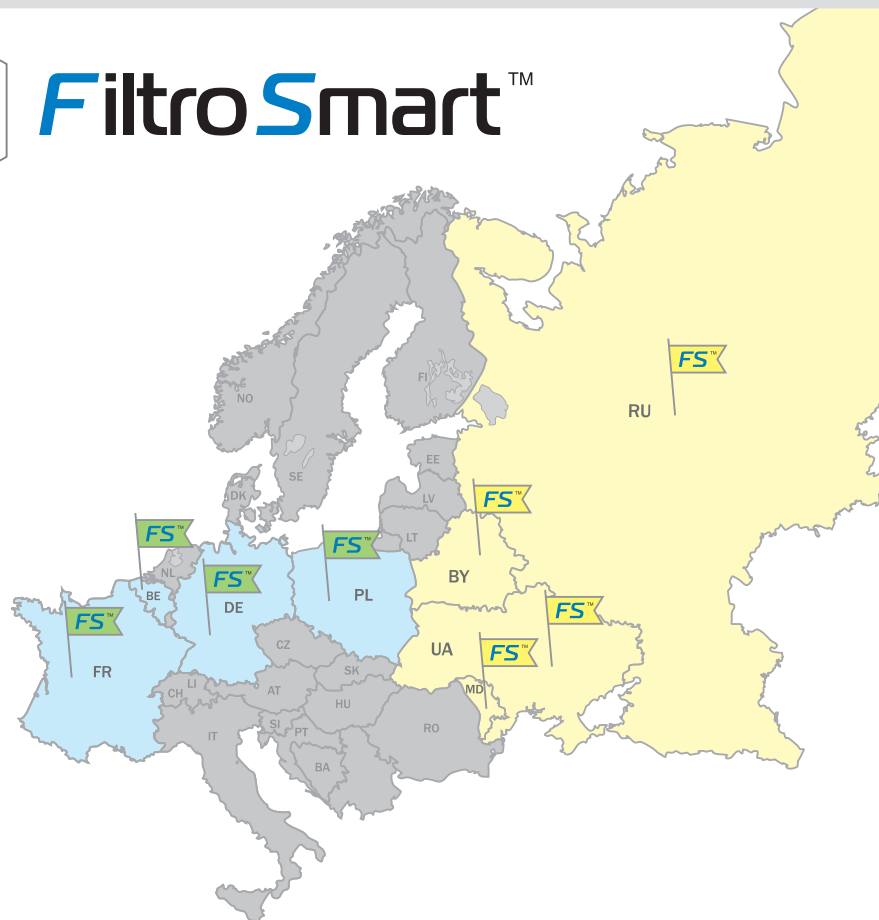 FiltroSmart™
FS™
RU
FI
NO
SE
EE
FS™
LV
DK
FS™
LT
FS™
NL
FS™
BY
BE
DE
PL
FS™
FS™
UA
FS™
CZ
FR
SK
MD
LI
CH
AT
HU
SI
PT
RO
IT
BA